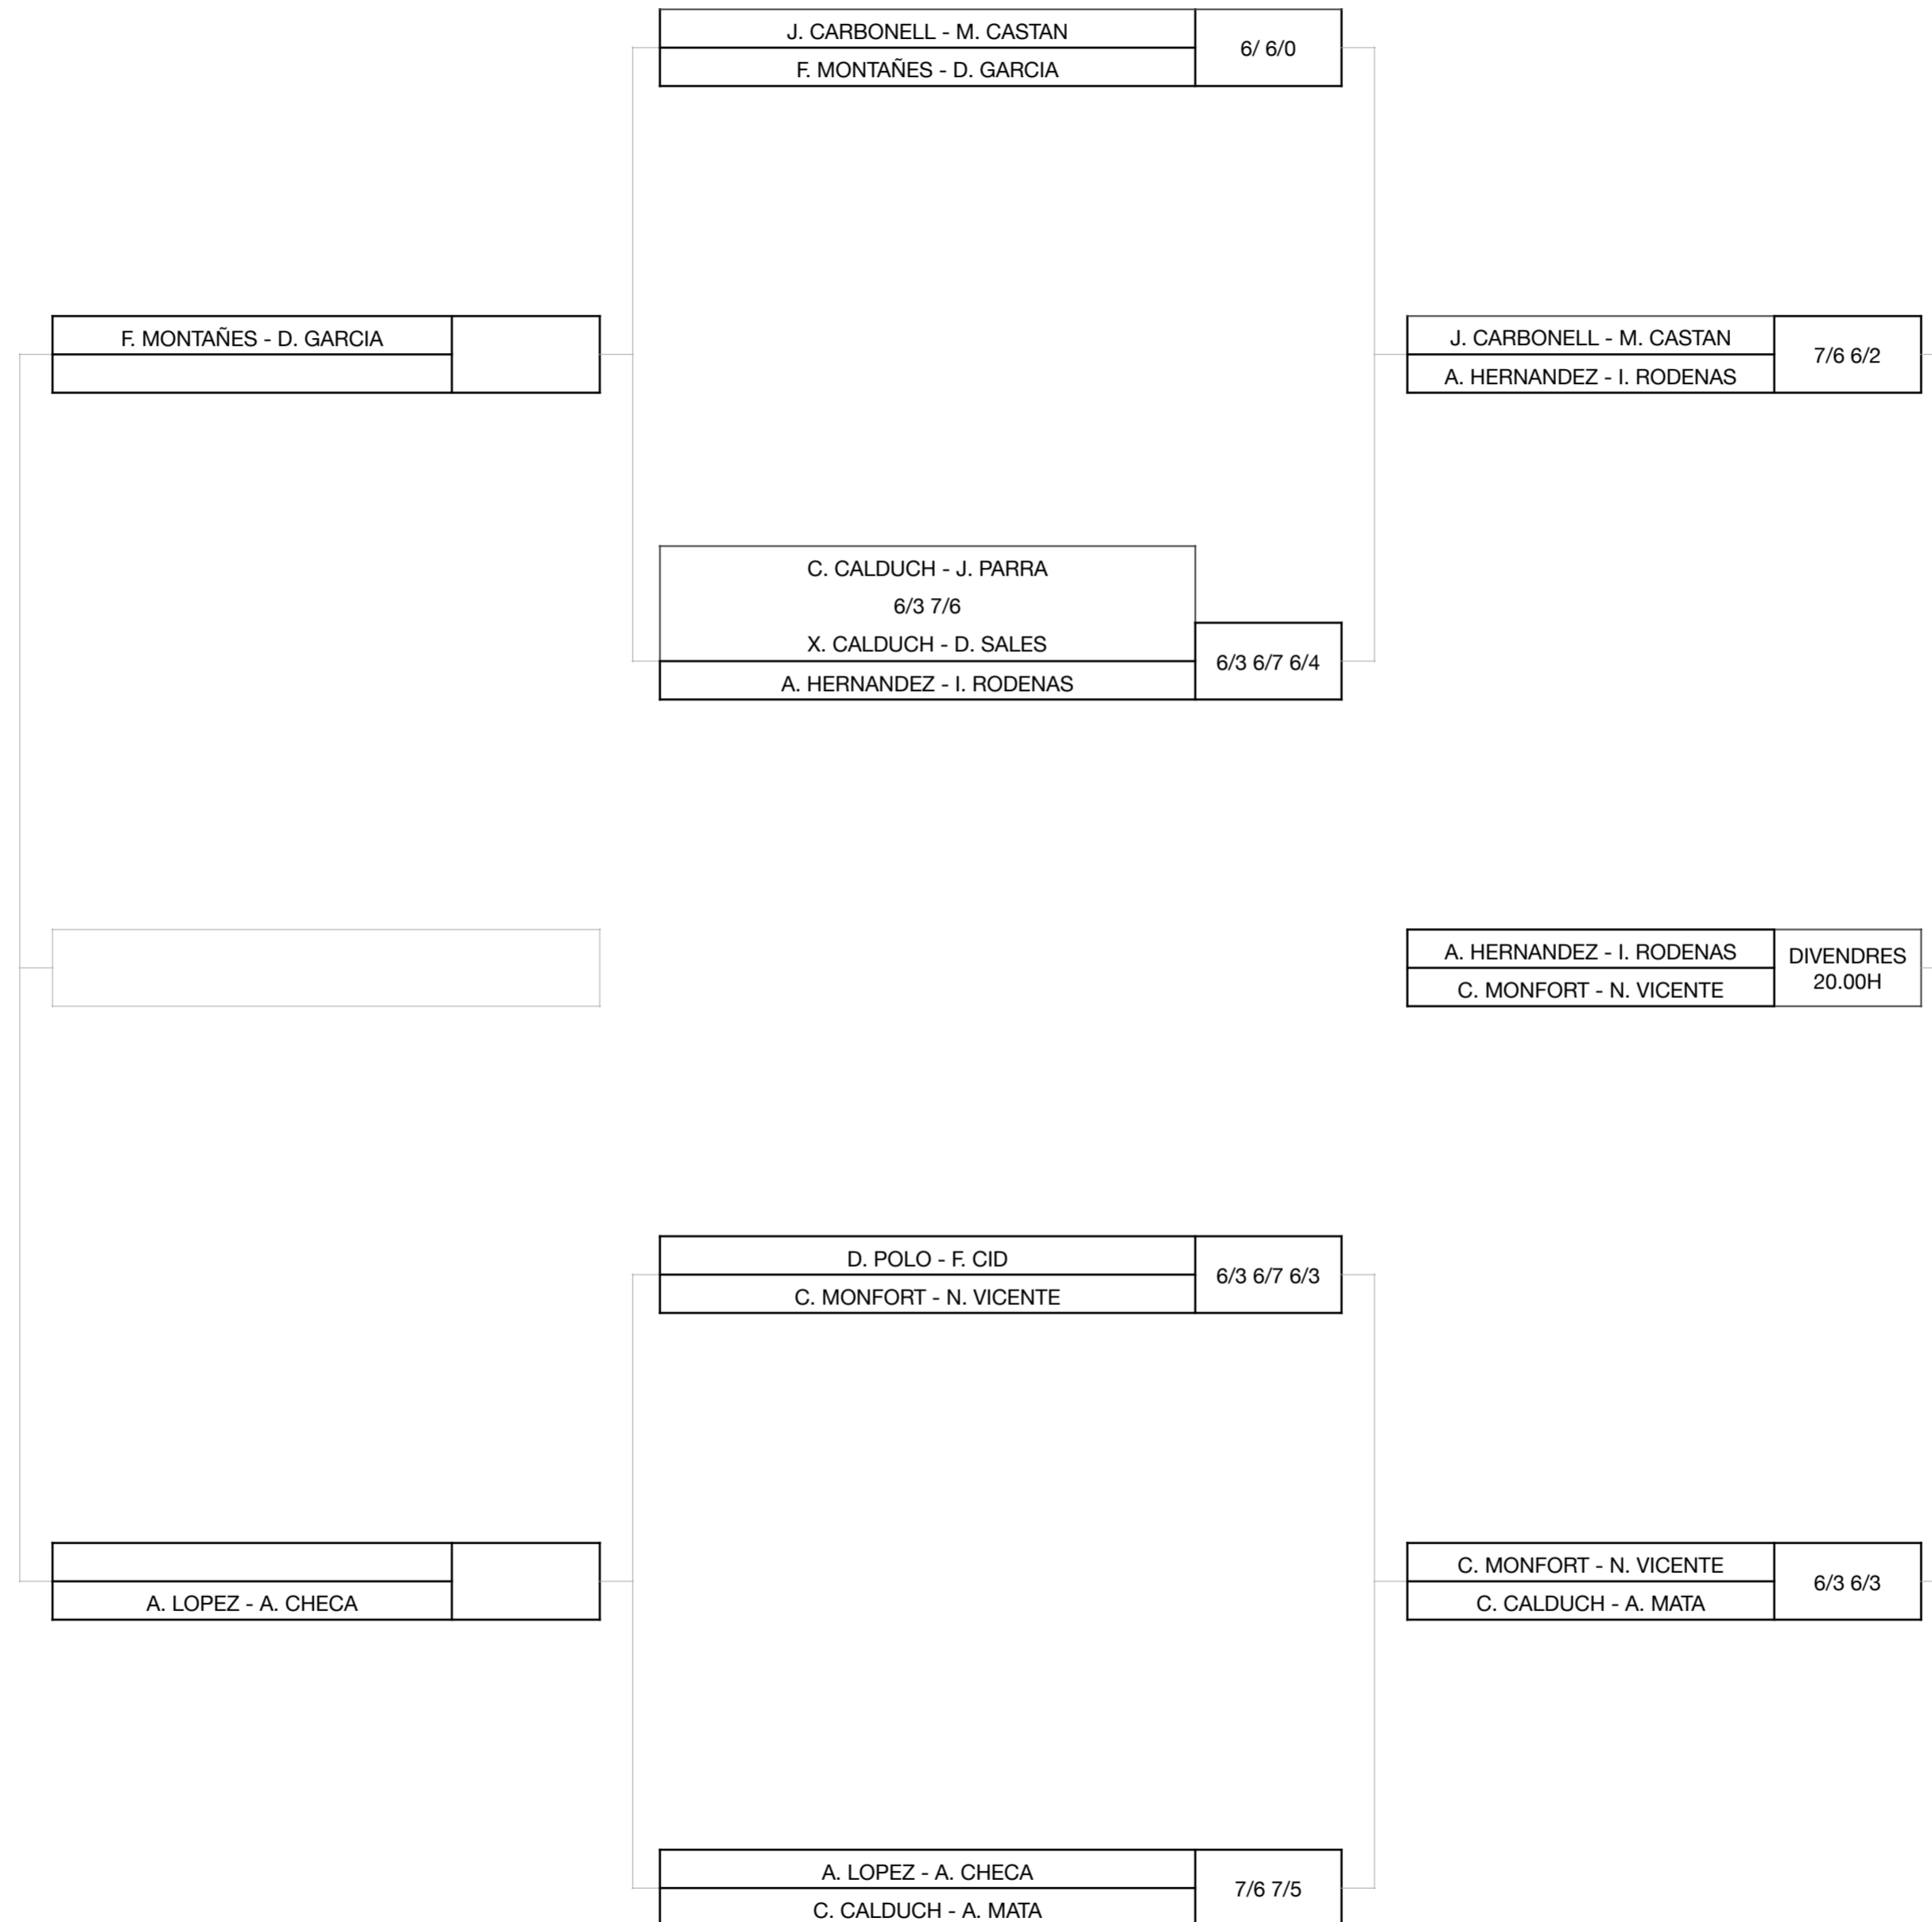 J. CARBONELL - M. CASTAN
6/ 6/0
F. MONTAÑES - D. GARCIA
F. MONTAÑES - D. GARCIA
J. CARBONELL - M. CASTAN
7/6 6/2
A. HERNANDEZ - I. RODENAS
C. CALDUCH - J. PARRA
6/3 7/6
X. CALDUCH - D. SALES
6/3 6/7 6/4
A. HERNANDEZ - I. RODENAS
A. HERNANDEZ - I. RODENAS
DIVENDRES
20.00H
C. MONFORT - N. VICENTE
D. POLO - F. CID
6/3 6/7 6/3
C. MONFORT - N. VICENTE
A. LOPEZ - A. CHECA
C. MONFORT - N. VICENTE
6/3 6/3
C. CALDUCH - A. MATA
A. LOPEZ - A. CHECA
7/6 7/5
C. CALDUCH - A. MATA